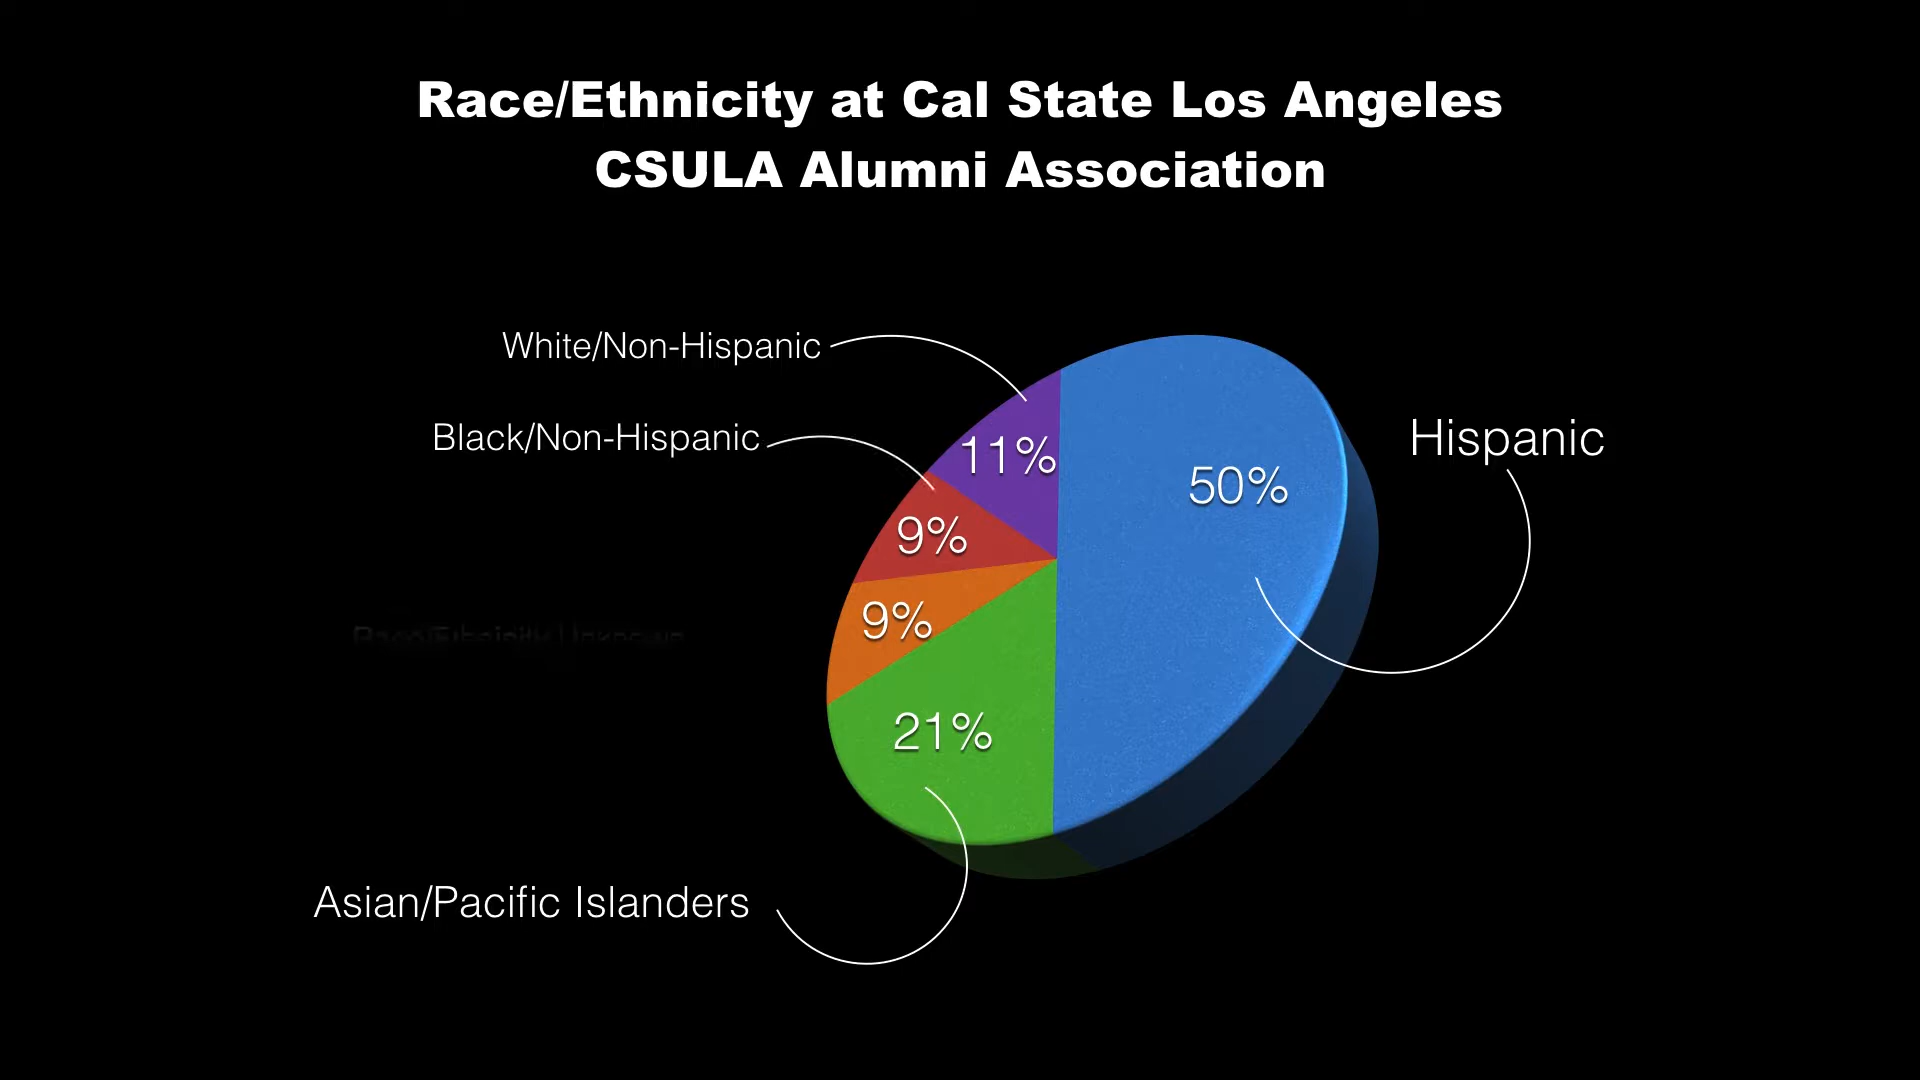 Race/Ethnicity at Cal State Los Angeles
CSULA Alumni Association
White/Non-Hispanic
Black/Non-Hispanic
11%
50%
Hispanic
9%
9%
21%
Asian/Pacific Islanders